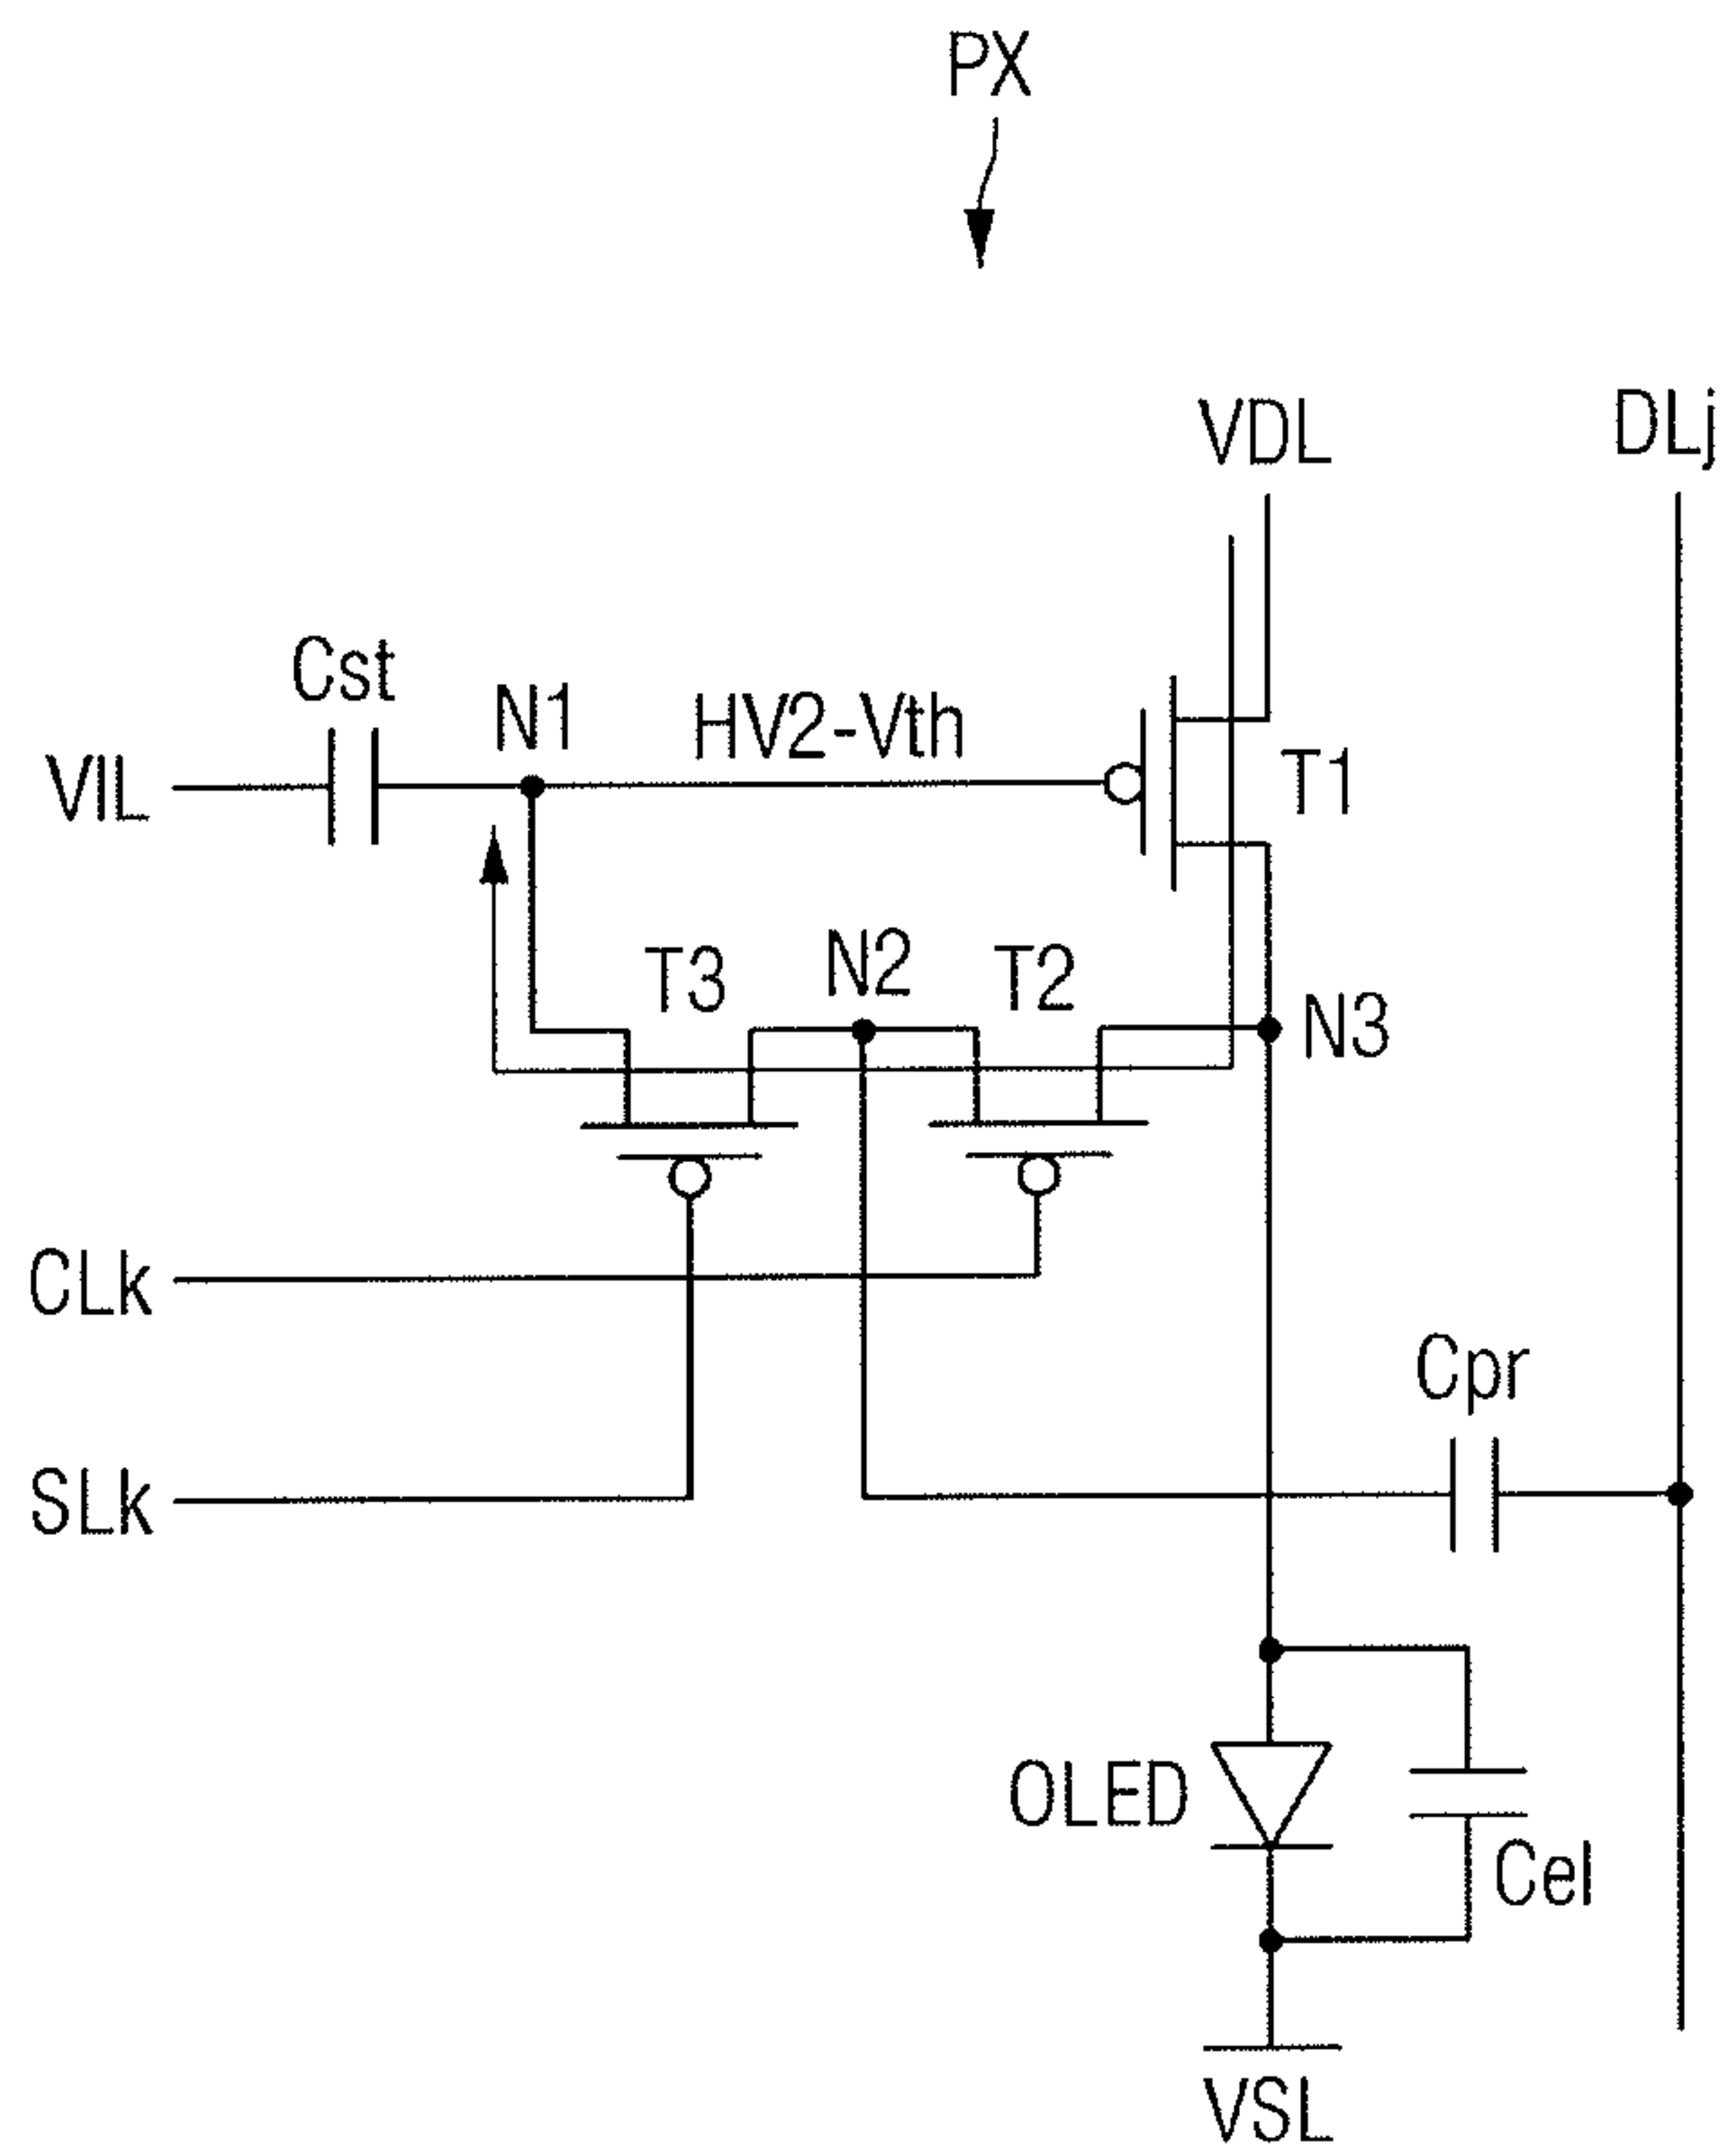 PX
VDL
DLj
Cst
N1
HV2-Vth
VIL
T1
T3
N2
T2
N3
CLk
Cpr
SLk
OLED
Cel
VSL